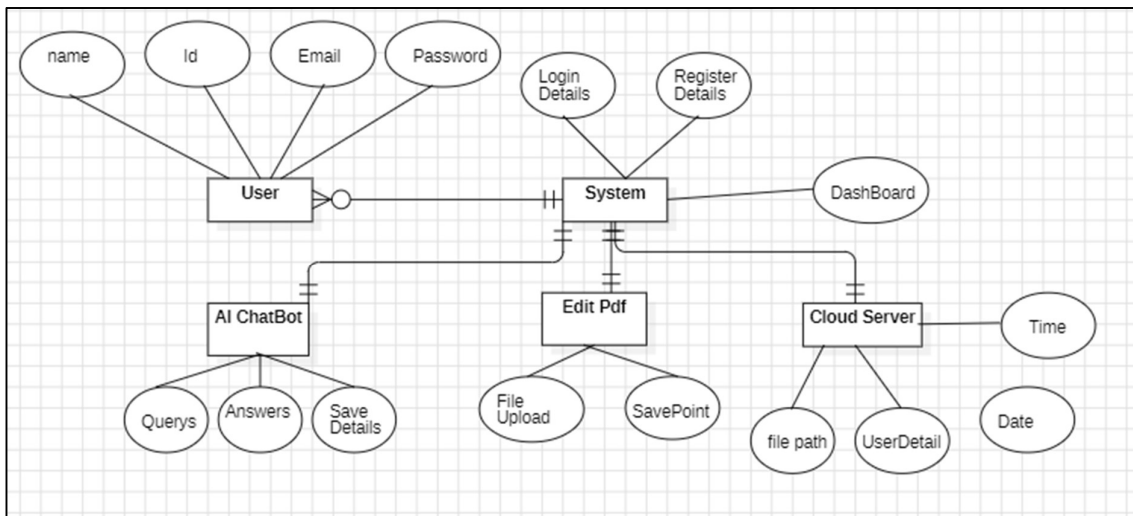 name
Id
Email
Password
Login
Details
Register
Details
User
System
DashBoard
AI ChatBot
Edit Pdf
Cloud Server
Time
Querys
Answers
Save
Details
File
Upload
SavePoint
file path
UserDetail
Date